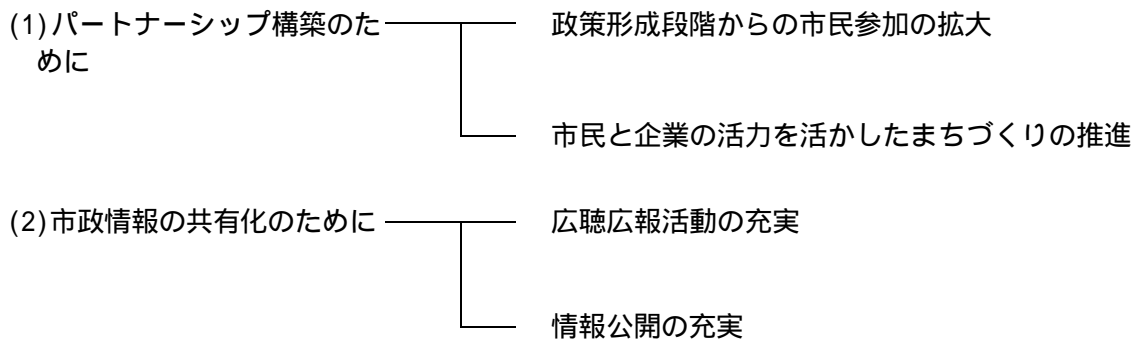 (1)パートナーシップ構築のた
めに
政策形成段階からの市民参加の拡大
市民と企業の活力を活かしたまちづくりの推進
(2)市政情報の共有化のために
広聴広報活動の充実
情報公開の充実